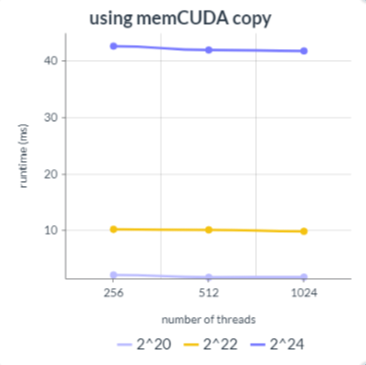 using memCUDA copy
runtime (ms)
40
30
20
10
256 512 1024
number of threads
2^20 2^22 2^24